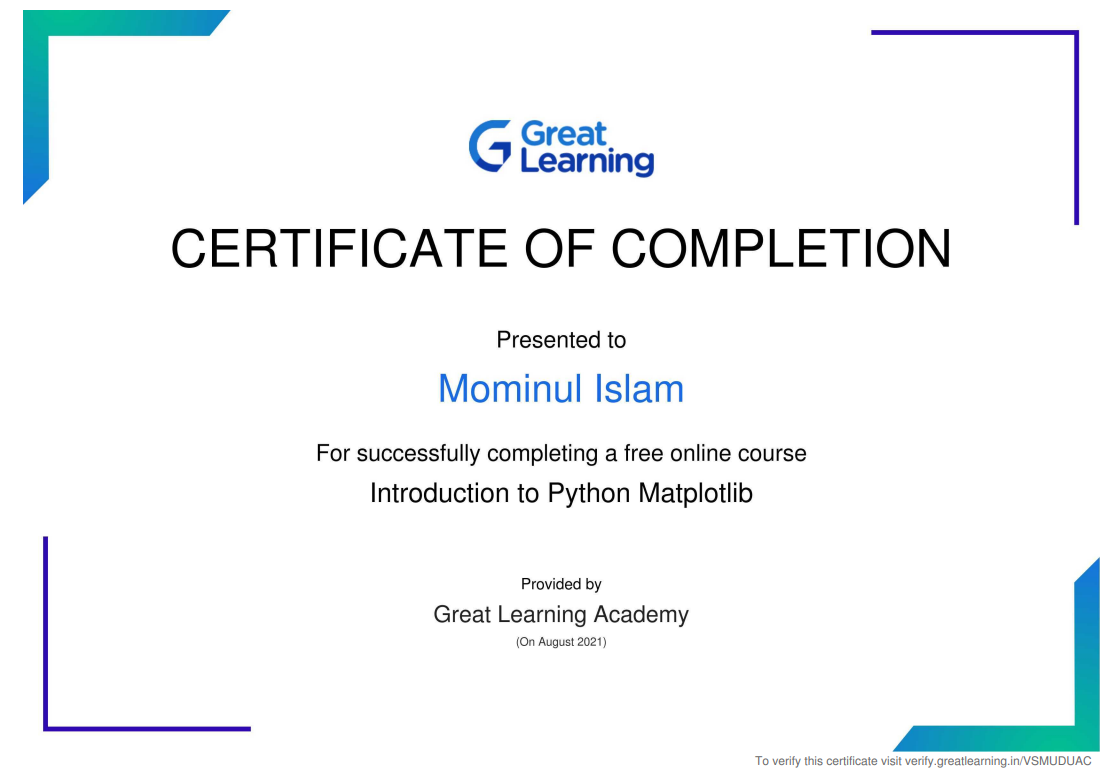 Great
Learning
CERTIFICATE OF COMPLETION
Presented to
Mominul Islam
For successfully completing a free online course
Introduction to Python Matplotlib
Provided by
Great Learning Academy
(On August 2021)
To verify this certificate visit verify.greatlearning.in/VSMUDUAC